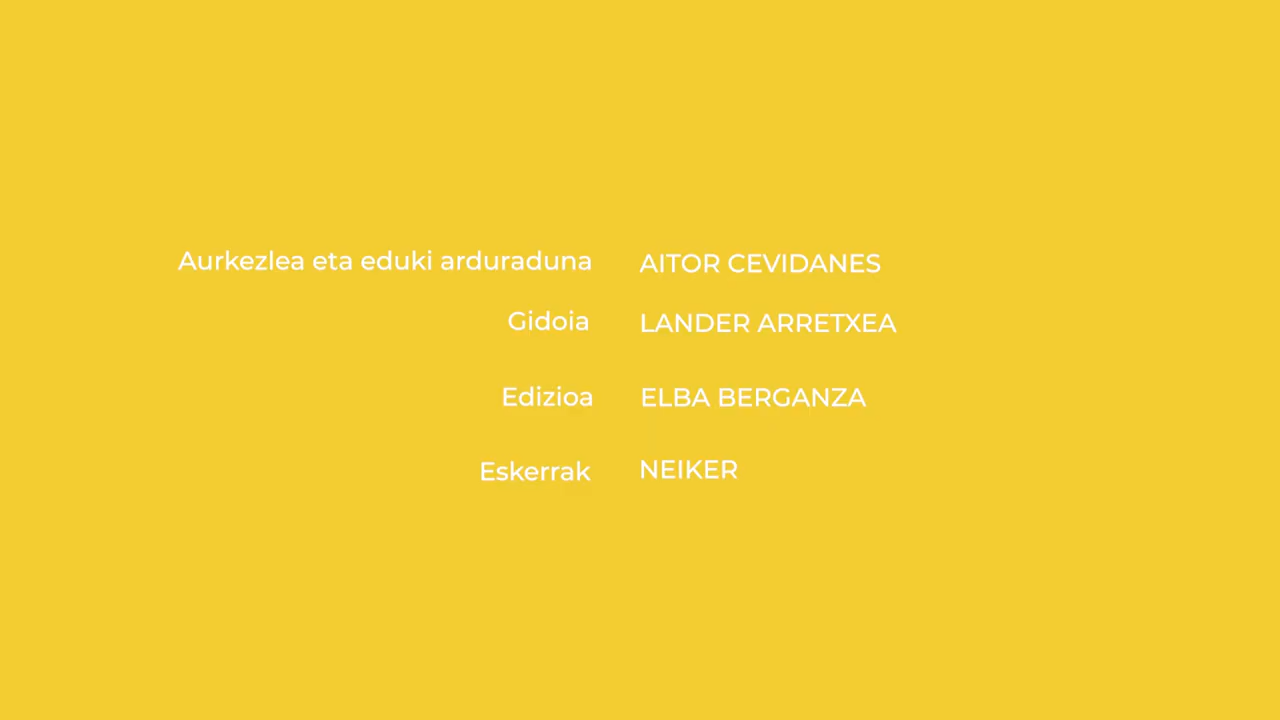 Aurkezlea eta eduki arduraduna AITOR CEVIDANES
Gidoia LANDER ARRETXEA
Edizioa ELBA BERGANZA
Eskerrak NEIKER